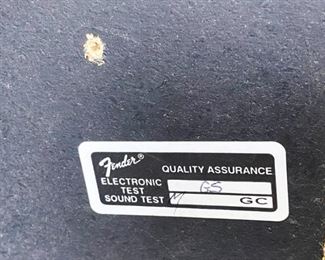 Fender®
QUALITY ASSURANCE
ELECTRONIC
TEST GS
SOUND TEST GC